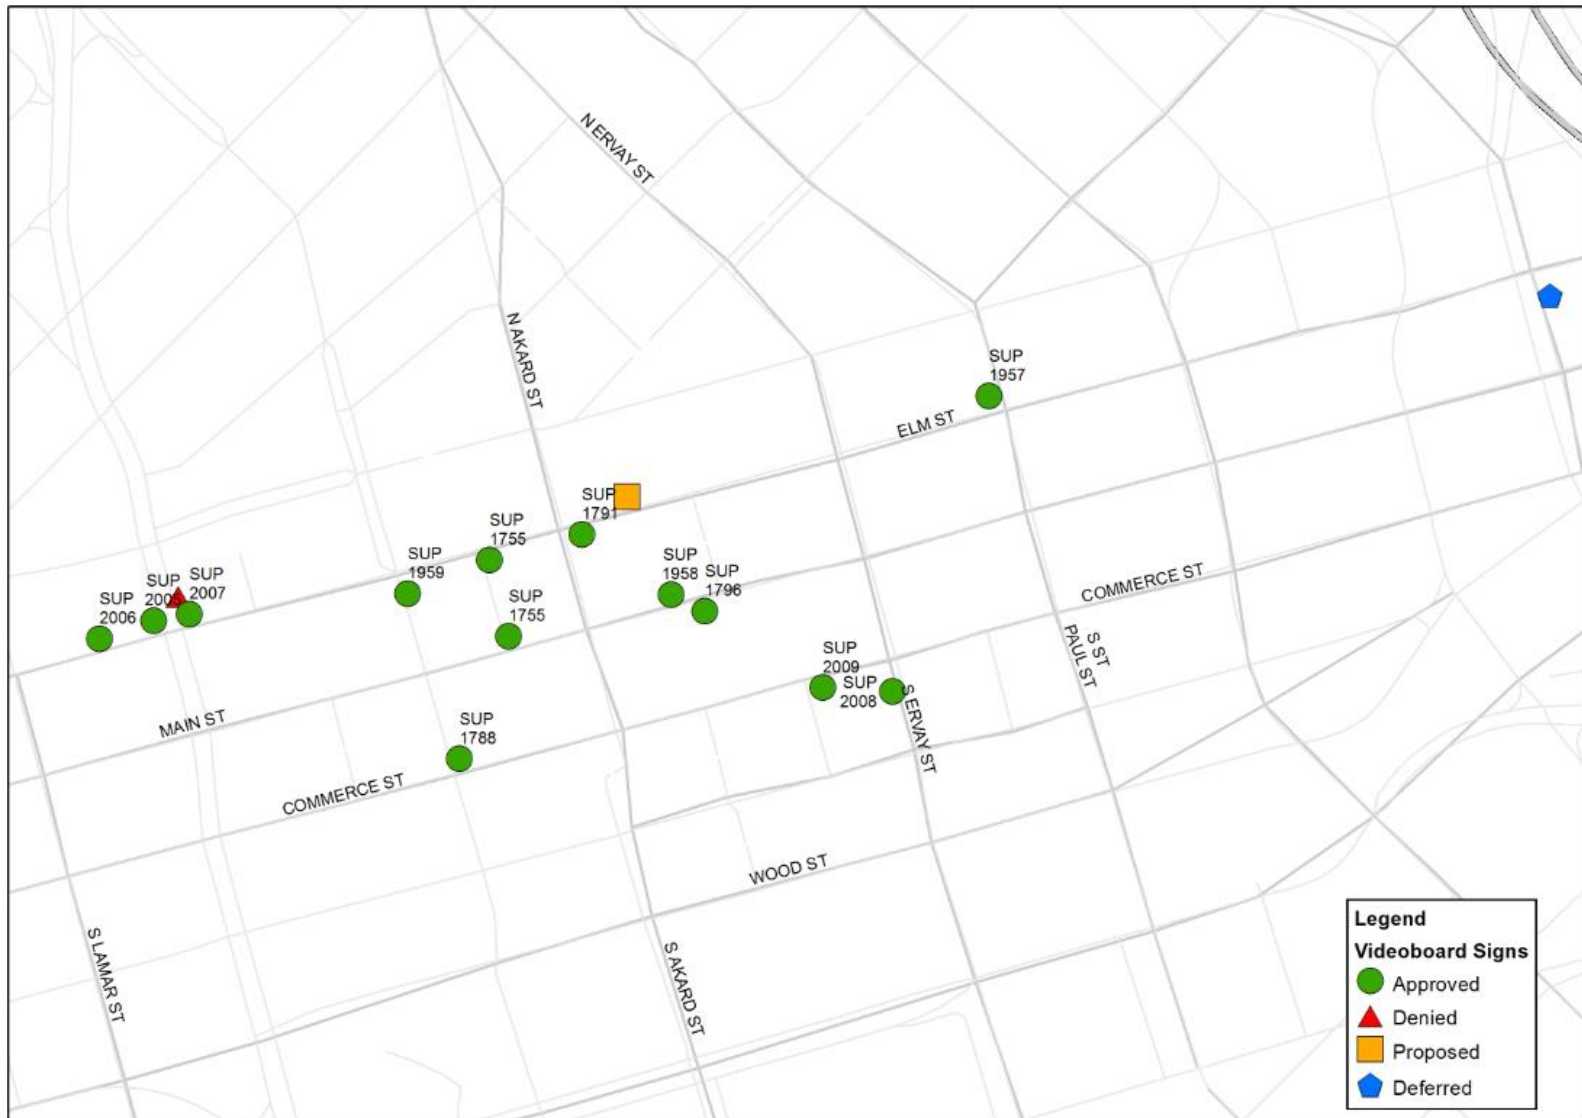 N ERVAY ST
N AKARD ST
SUP
1957
ELM ST
SUP
1791
SUP
1755
SUP
1959
SUP
1958
SUP
1796
SUP
2007
SUP
2005
SUP
2006
SUP
1755
COMMERCE ST
S ST
PAUL ST
SUP
2009
SUP
2008
S ERVAY ST
MAIN ST
SUP
1788
COMMERCE ST
WOOD ST
S LAMAR ST
S AKARD ST
Legend
Videoboard Signs
Approved
Denied
Proposed
Deferred